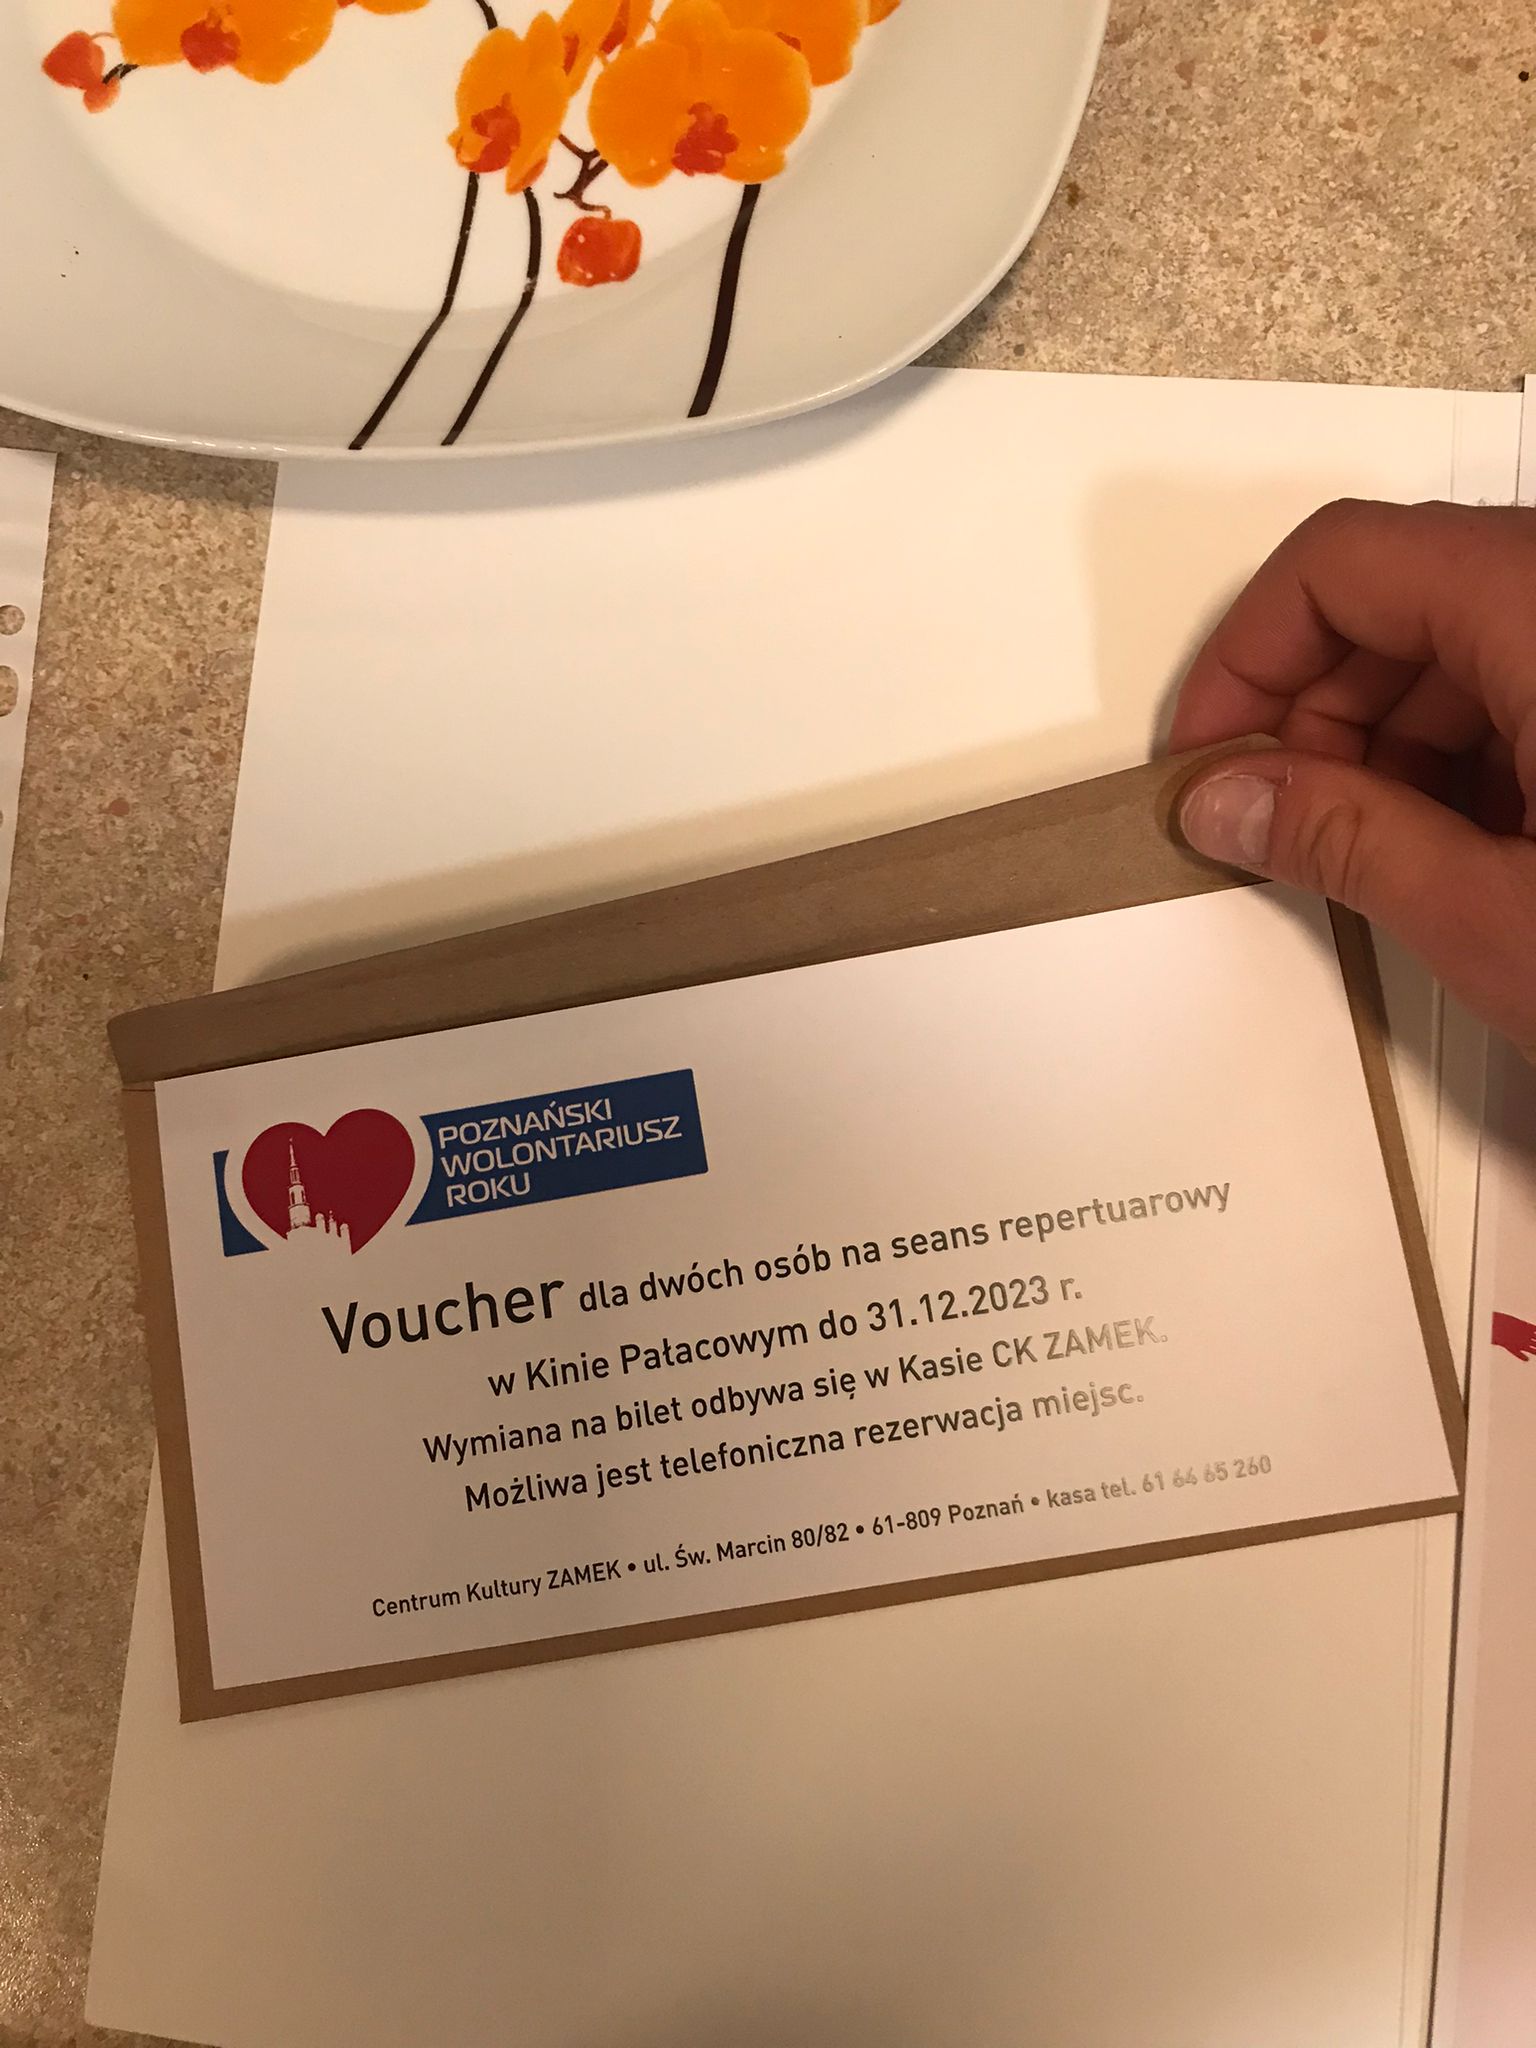 POZNAŃSKI
WOLONTARIUSZ
ROKU
Voucher dla dwóch osób na seans repertuarowy
w Kinie Pałacowym do 31.12.2023 r.
Wymiana na bilet odbywa się w Kasie CK ZAMEK.
Możliwa jest telefoniczna rezerwacja miejsc.
Centrum Kultury ZAMEK • ul. Św. Marcin 80/82 • 61-809 Poznań • kasa tel. 61 64 65 260